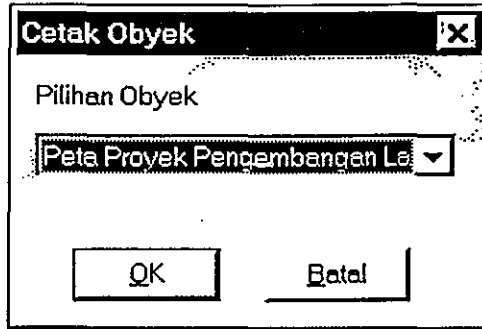 Cetak Obyek
Pilihan Obyek
Peta Proyek Pengembangan La
OK
Batal